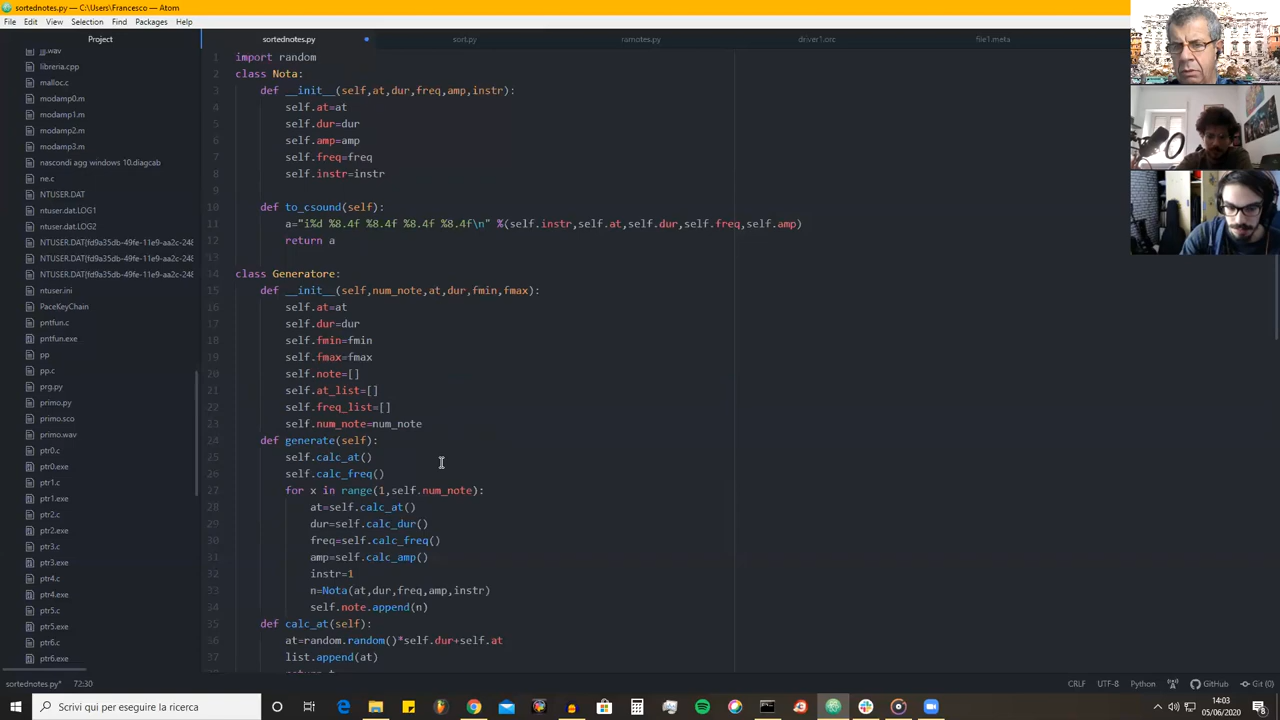 sortednotes.py — C:\Users\Francesco — Atom
File Edit View Selection Find Packages Help
Project
sortednotes.py
sort.py
ramotes.py
driver1.orc
file1.meta
jj.wav
libreria.cpp
malloc.c
modamp0.m
modamp1.m
modamp2.m
modamp3.m
nascondi agg windows 10.diagcab
ne.c
NTUSER.DAT
ntuser.dat.LOG1
ntuser.dat.LOG2
NTUSER.DAT{fd9a35db-49fe-11e9-aa2c-248
NTUSER.DAT{fd9a35db-49fe-11e9-aa2c-248
NTUSER.DAT{fd9a35db-49fe-11e9-aa2c-248
ntuser.ini
PaceKeyChain
pntfun.c
pntfun.exe
pp
pp.c
prg.py
primo.py
primo.sco
primo.wav
ptr0.c
ptr0.exe
ptr1.c
ptr1.exe
ptr2.c
ptr2.exe
ptr3.c
ptr3.exe
ptr4.c
ptr4.exe
ptr5.c
ptr5.exe
ptr6.c
ptr6.exe
1 import random
2 class Nota:
3 def __init__(self,at,dur,freq,amp,instr):
4 self.at=at
5 self.dur=dur
6 self.amp=amp
7 self.freq=freq
8 self.instr=instr
9
10 def to_csound(self):
11 a="i%d %8.4f %8.4f %8.4f %8.4f\n" %(self.instr,self.at,self.dur,self.freq,self.amp)
12 return a
13
14 class Generatore:
15 def __init__(self,num_note,at,dur,fmin,fmax):
16 self.at=at
17 self.dur=dur
18 self.fmin=fmin
19 self.fmax=fmax
20 self.note=[]
21 self.at_list=[]
22 self.freq_list=[]
23 self.num_note=num_note
24 def generate(self):
25 self.calc_at()
26 self.calc_freq()
27 for x in range(1,self.num_note):
28 at=self.calc_at()
29 dur=self.calc_dur()
30 freq=self.calc_freq()
31 amp=self.calc_amp()
32 instr=1
33 n=Nota(at,dur,freq,amp,instr)
34 self.note.append(n)
35 def calc_at(self):
36 at=random.random()*self.dur+self.at
37 list.append(at)
sortednotes.py* 72:30
CRLF UTF-8 Python GitHub Git (0)
Scrivi qui per eseguire la ricerca
14:03
05/06/2020